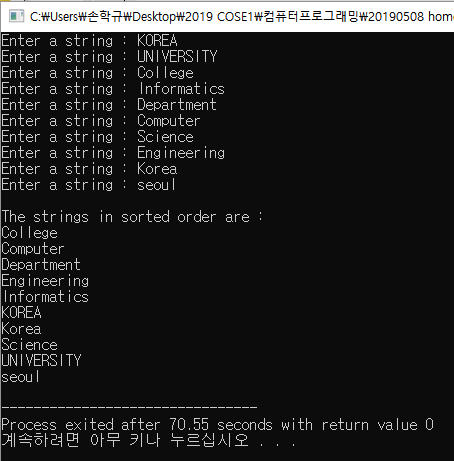 C:\Users\손학규\Desktop\2019 COSE1\컴퓨터프로그래밍\20190508 home
Enter a string : KOREA
Enter a string : UNIVERSITY
Enter a string : College
Enter a string : Informatics
Enter a string : Department
Enter a string : Computer
Enter a string : Science
Enter a string : Engineering
Enter a string : Korea
Enter a string : seoul
The strings in sorted order are :
College
Computer
Department
Engineering
Informatics
KOREA
Korea
Science
UNIVERSITY
seoul
--------------------------------
Process exited after 70.55 seconds with return value 0
계속하려면 아무 키나 누르십시오 . . .